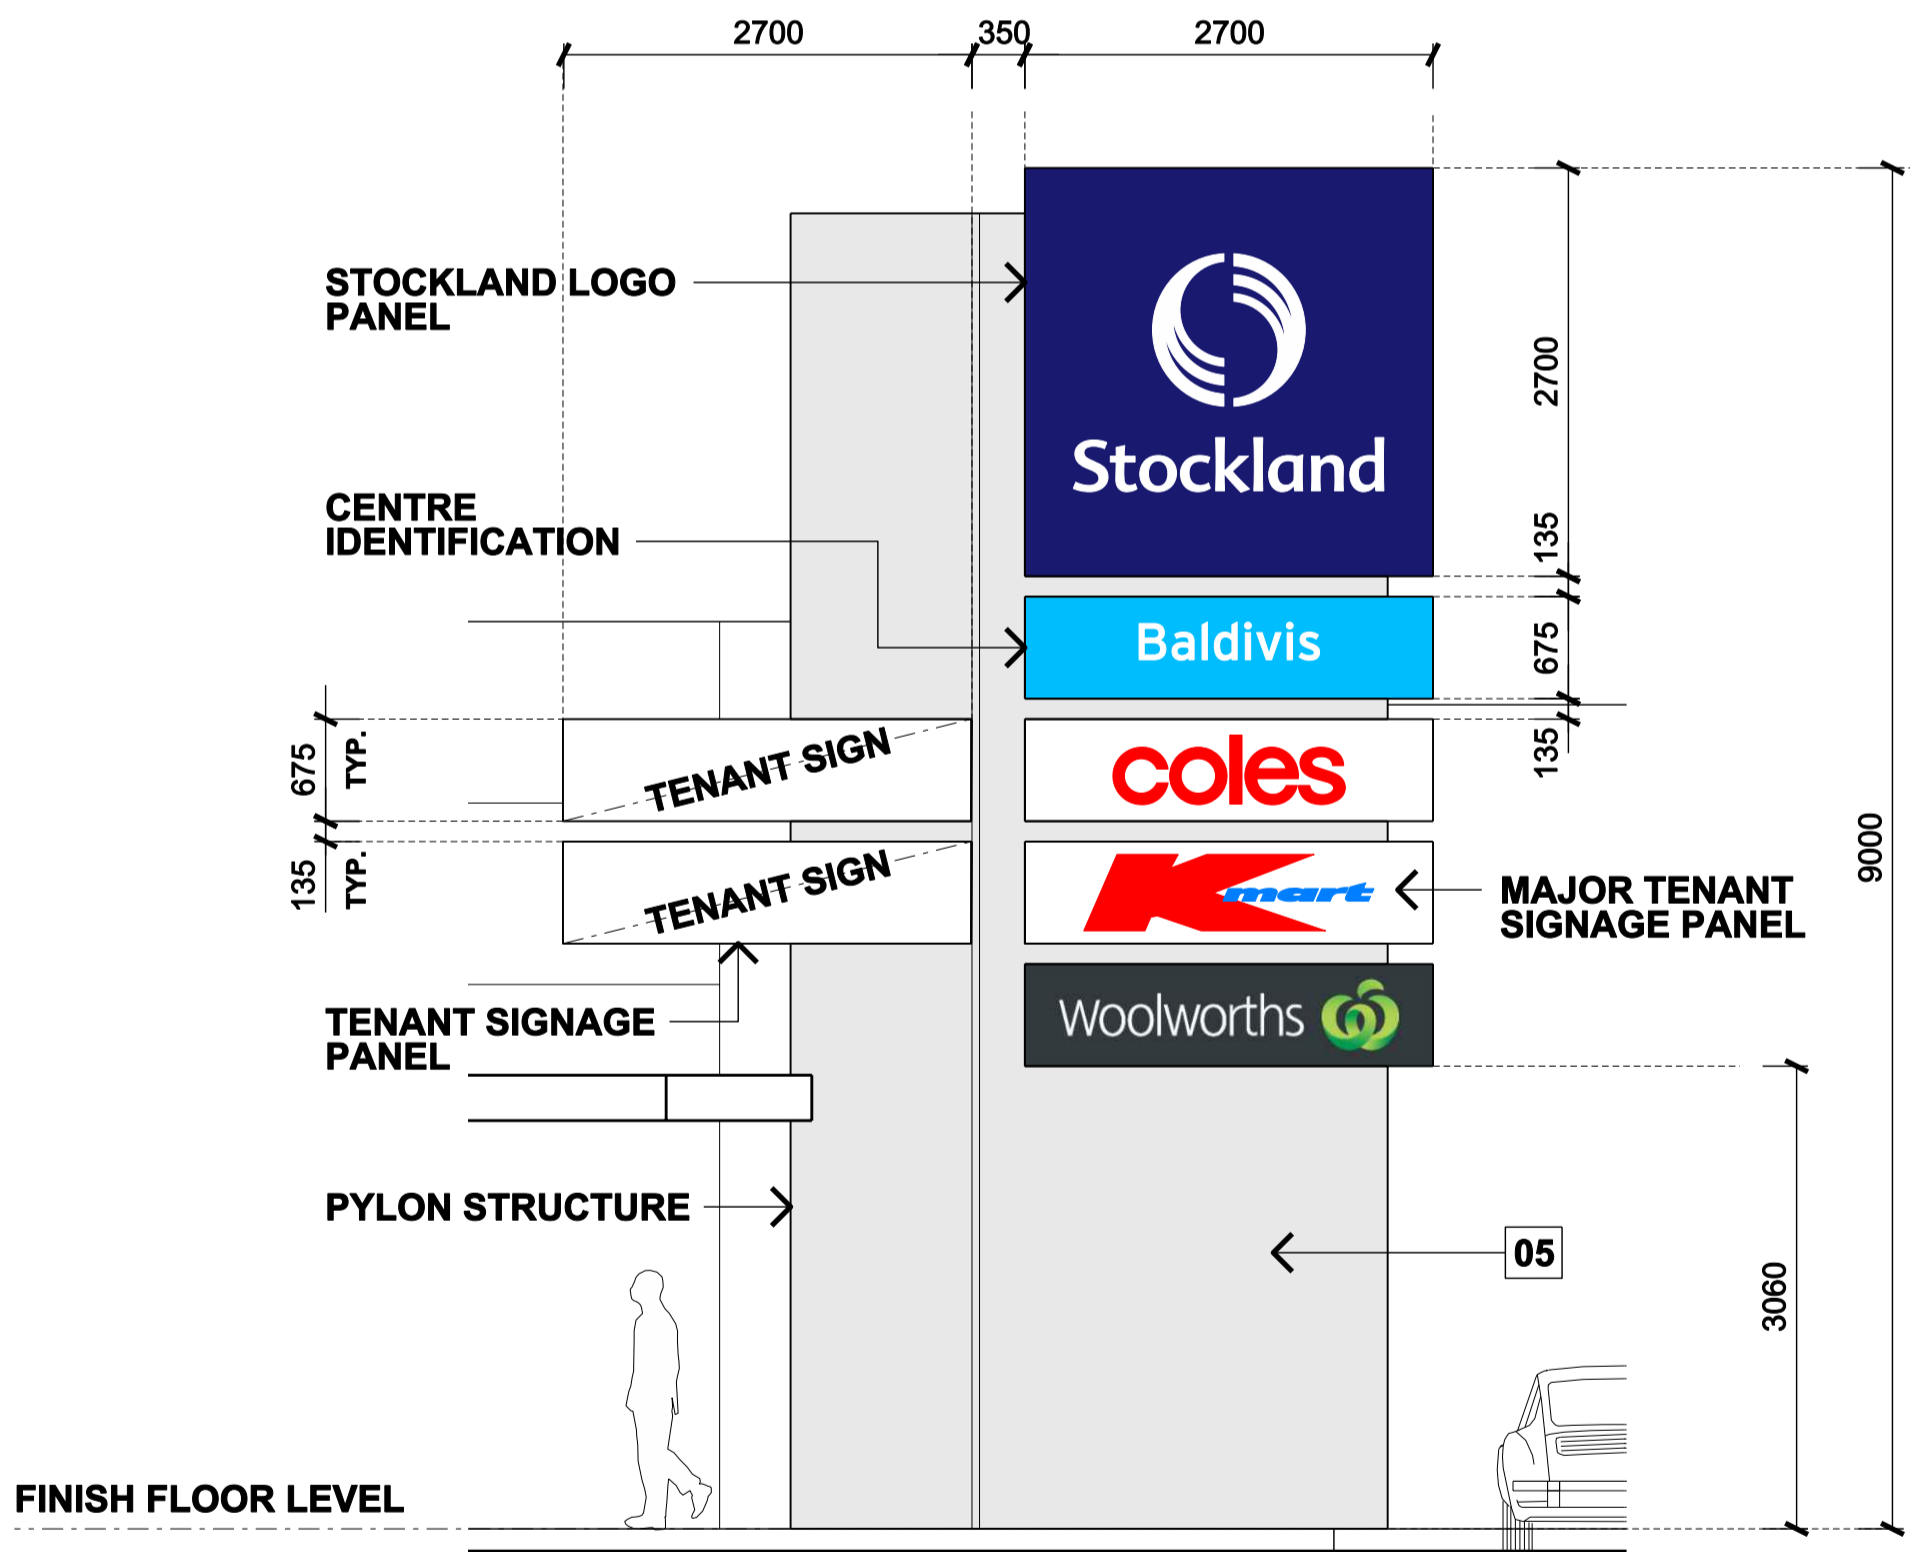 2700 350 2700
STOCKLAND LOGO
PANEL
Stockland
2700
CENTRE
IDENTIFICATION
135
Baldivis
675
675 TYP.
TENANT SIGN
coles
135
9000
135 TYP.
TENANT SIGN
Kmart
MAJOR TENANT
SIGNAGE PANEL
TENANT SIGNAGE
PANEL
Woolworths
PYLON STRUCTURE
05
3060
FINISH FLOOR LEVEL